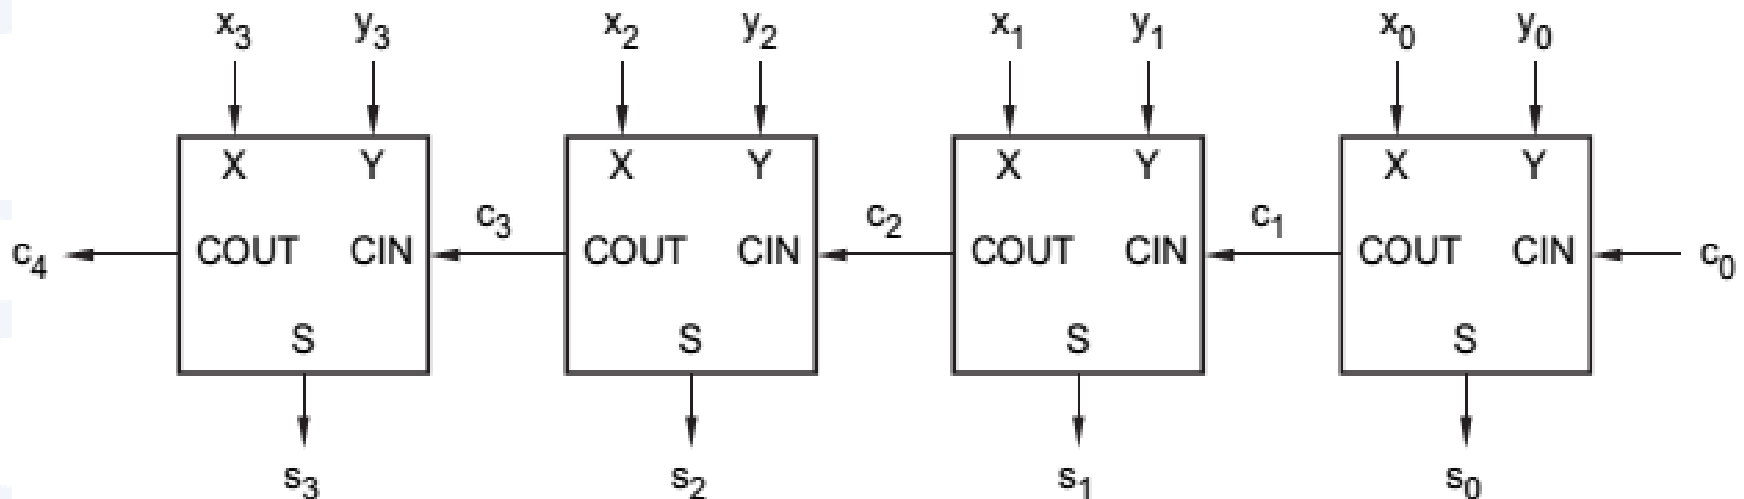 x₃ y₃ x₂ y₂ x₁ y₁ x₀ y₀
X Y X Y X Y X Y
c₄ COUT CIN c₃ COUT CIN c₂ COUT CIN c₁ COUT CIN c₀
S S S S
s₃ s₂ s₁ s₀